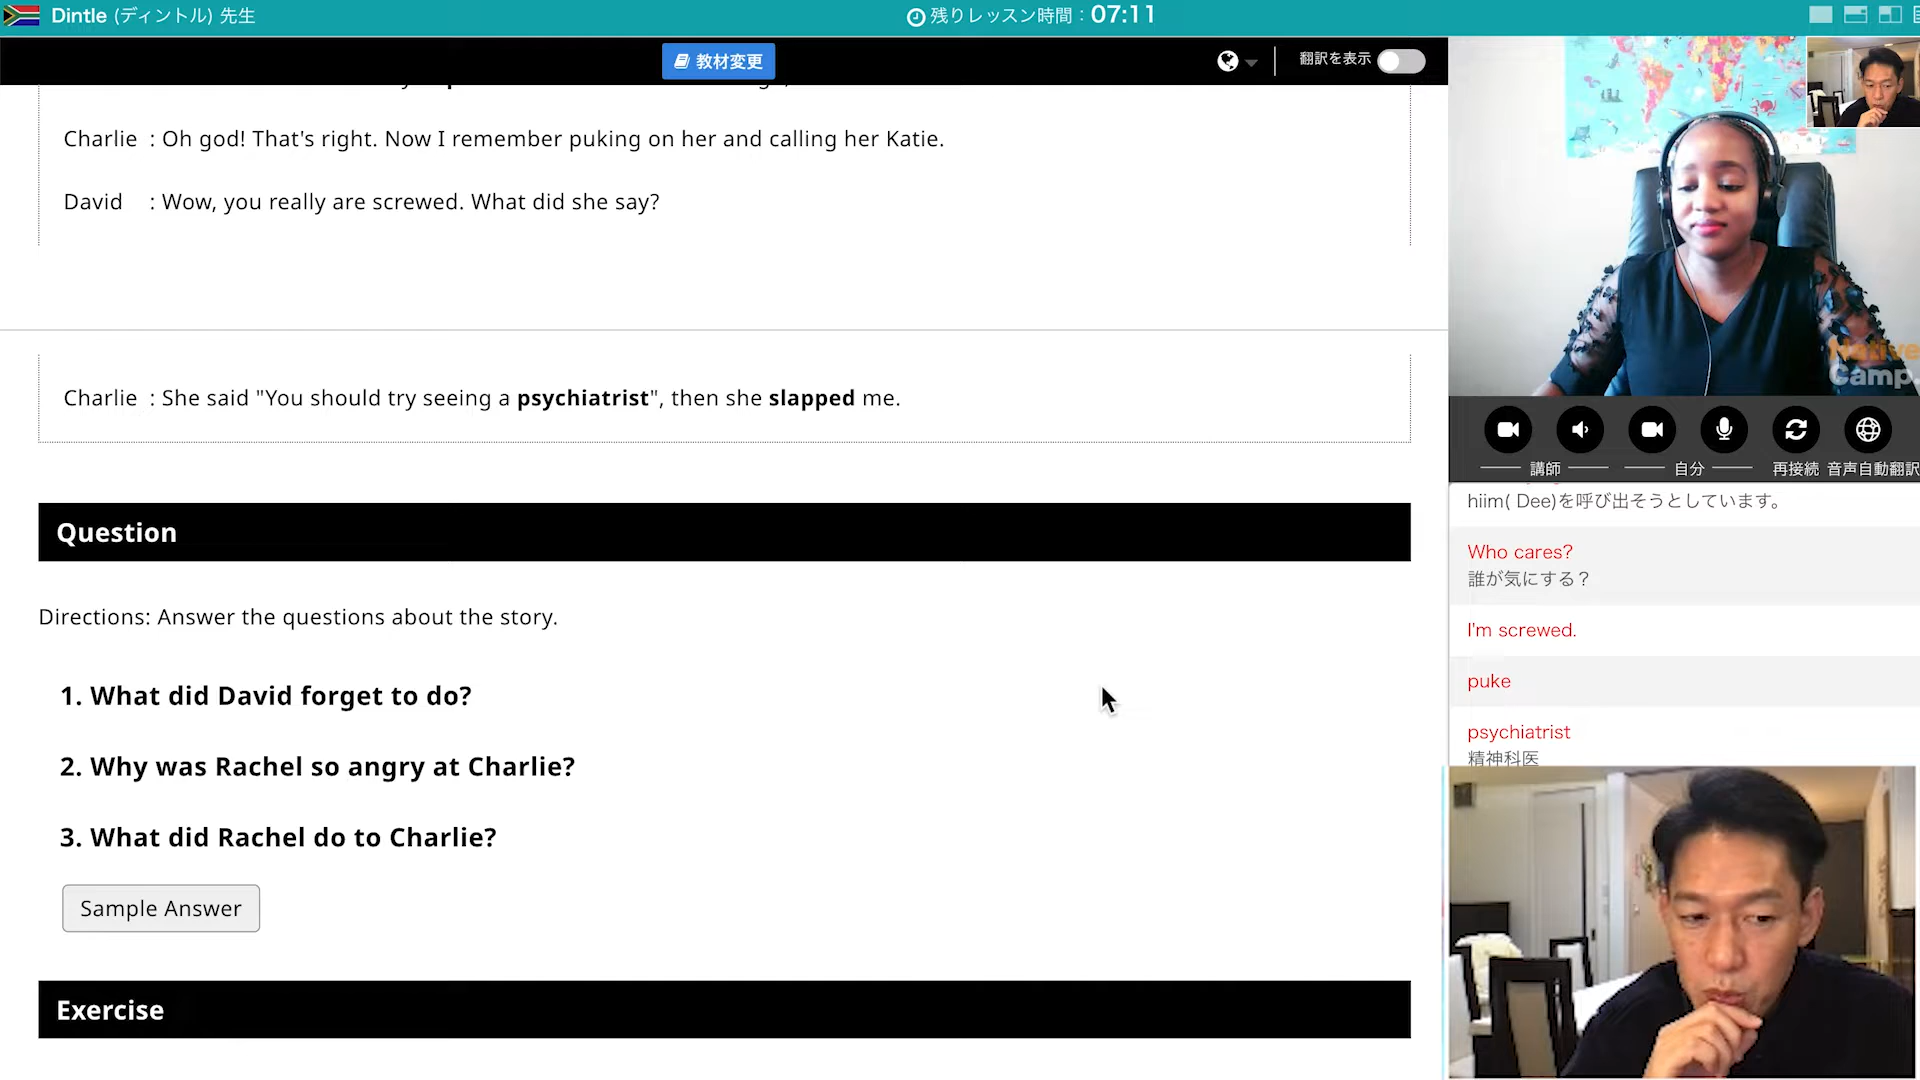 Dintle (ディントル) 先生
残りレッスン時間：07:11
教材変更
翻訳を表示
Charlie : Oh god! That's right. Now I remember puking on her and calling her Katie.
David : Wow, you really are screwed. What did she say?
Charlie : She said "You should try seeing a psychiatrist", then she slapped me.
Question
Directions: Answer the questions about the story.
1. What did David forget to do?
2. Why was Rachel so angry at Charlie?
3. What did Rachel do to Charlie?
Sample Answer
Exercise
Native
Camp.
講師
自分
再接続
音声自動翻訳
hiim( Dee)を呼び出そうとしています。
Who cares?
誰が気にする？
I'm screwed.
puke
psychiatrist
精神科医